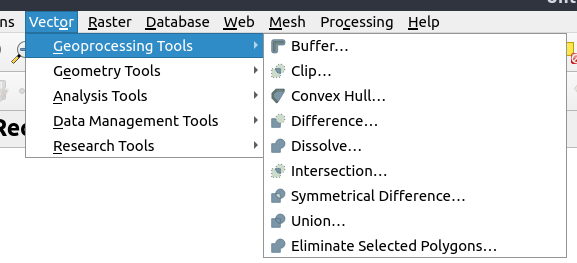 ns Vector Raster Database Web Mesh Processing Help
Geoprocessing Tools
Geometry Tools
Analysis Tools
Data Management Tools
Research Tools
Buffer...
Clip...
Convex Hull...
Difference...
Dissolve...
Intersection...
Symmetrical Difference...
Union...
Eliminate Selected Polygons...
Rec